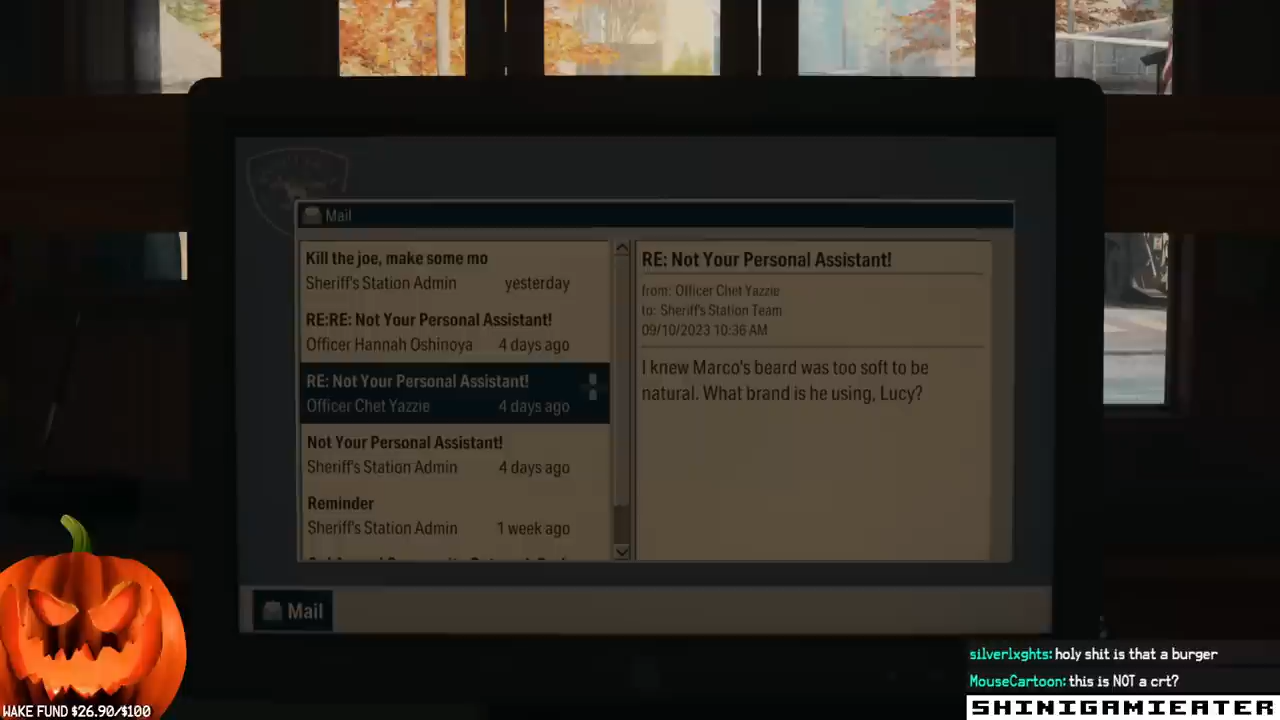 Mail
Kill the joe, make some mo
Sheriff's Station Admin yesterday
RE:RE: Not Your Personal Assistant!
Officer Hannah Oshinoya 4 days ago
RE: Not Your Personal Assistant!
Officer Chet Yazzie 4 days ago
Not Your Personal Assistant!
Sheriff's Station Admin 4 days ago
Reminder
Sheriff's Station Admin 1 week ago
RE: Not Your Personal Assistant!
from: Officer Chet Yazzie
to: Sheriff's Station Team
09/10/2023 10:36 AM
I knew Marco's beard was too soft to be
natural. What brand is he using, Lucy?
Mail
silverlxghts: holy shit is that a burger
MouseCartoon: this is NOT a crt?
WAKE FUND $26.90/$100
SHINIGAMIEATER